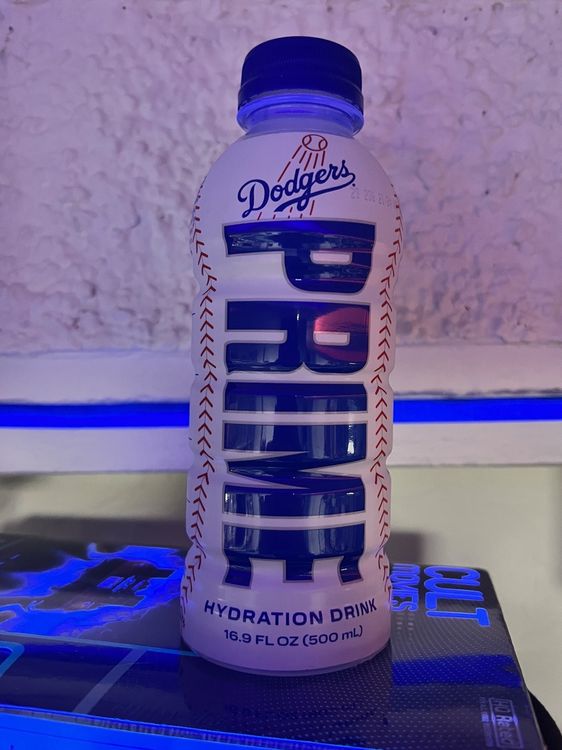 Dodgers
PRIME
HYDRATION DRINK
16.9 FL OZ (500 mL)
CULT